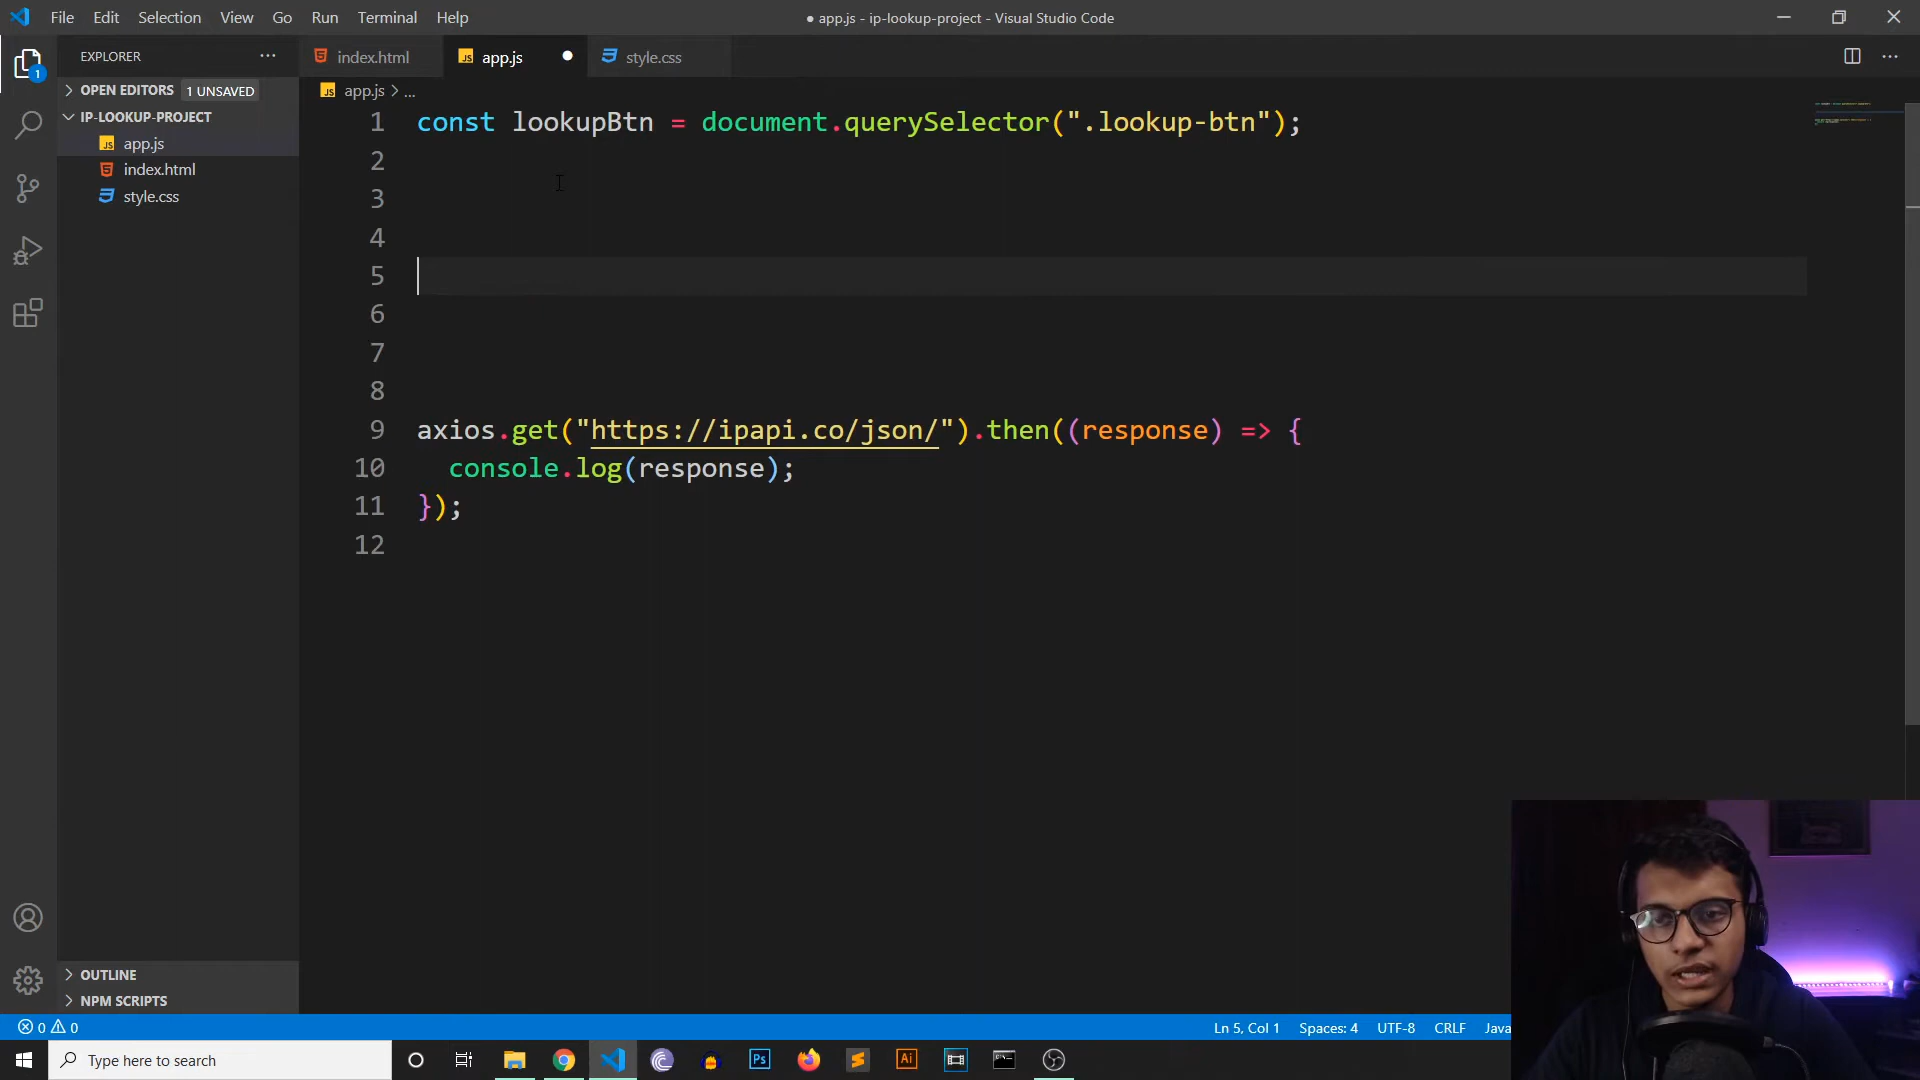 File Edit Selection View Go Run Terminal Help
● app.js - ip-lookup-project - Visual Studio Code
EXPLORER
index.html
app.js
style.css
OPEN EDITORS 1 UNSAVED
IP-LOOKUP-PROJECT
app.js
index.html
style.css
app.js > ...
1 const lookupBtn = document.querySelector(".lookup-btn");
2
3
4
5
6
7
8
9 axios.get("https://ipapi.co/json/").then((response) => {
10 console.log(response);
11 });
12
1
OUTLINE
NPM SCRIPTS
0 0
Ln 5, Col 1 Spaces: 4 UTF-8 CRLF Java
Type here to search
Ps
Ai